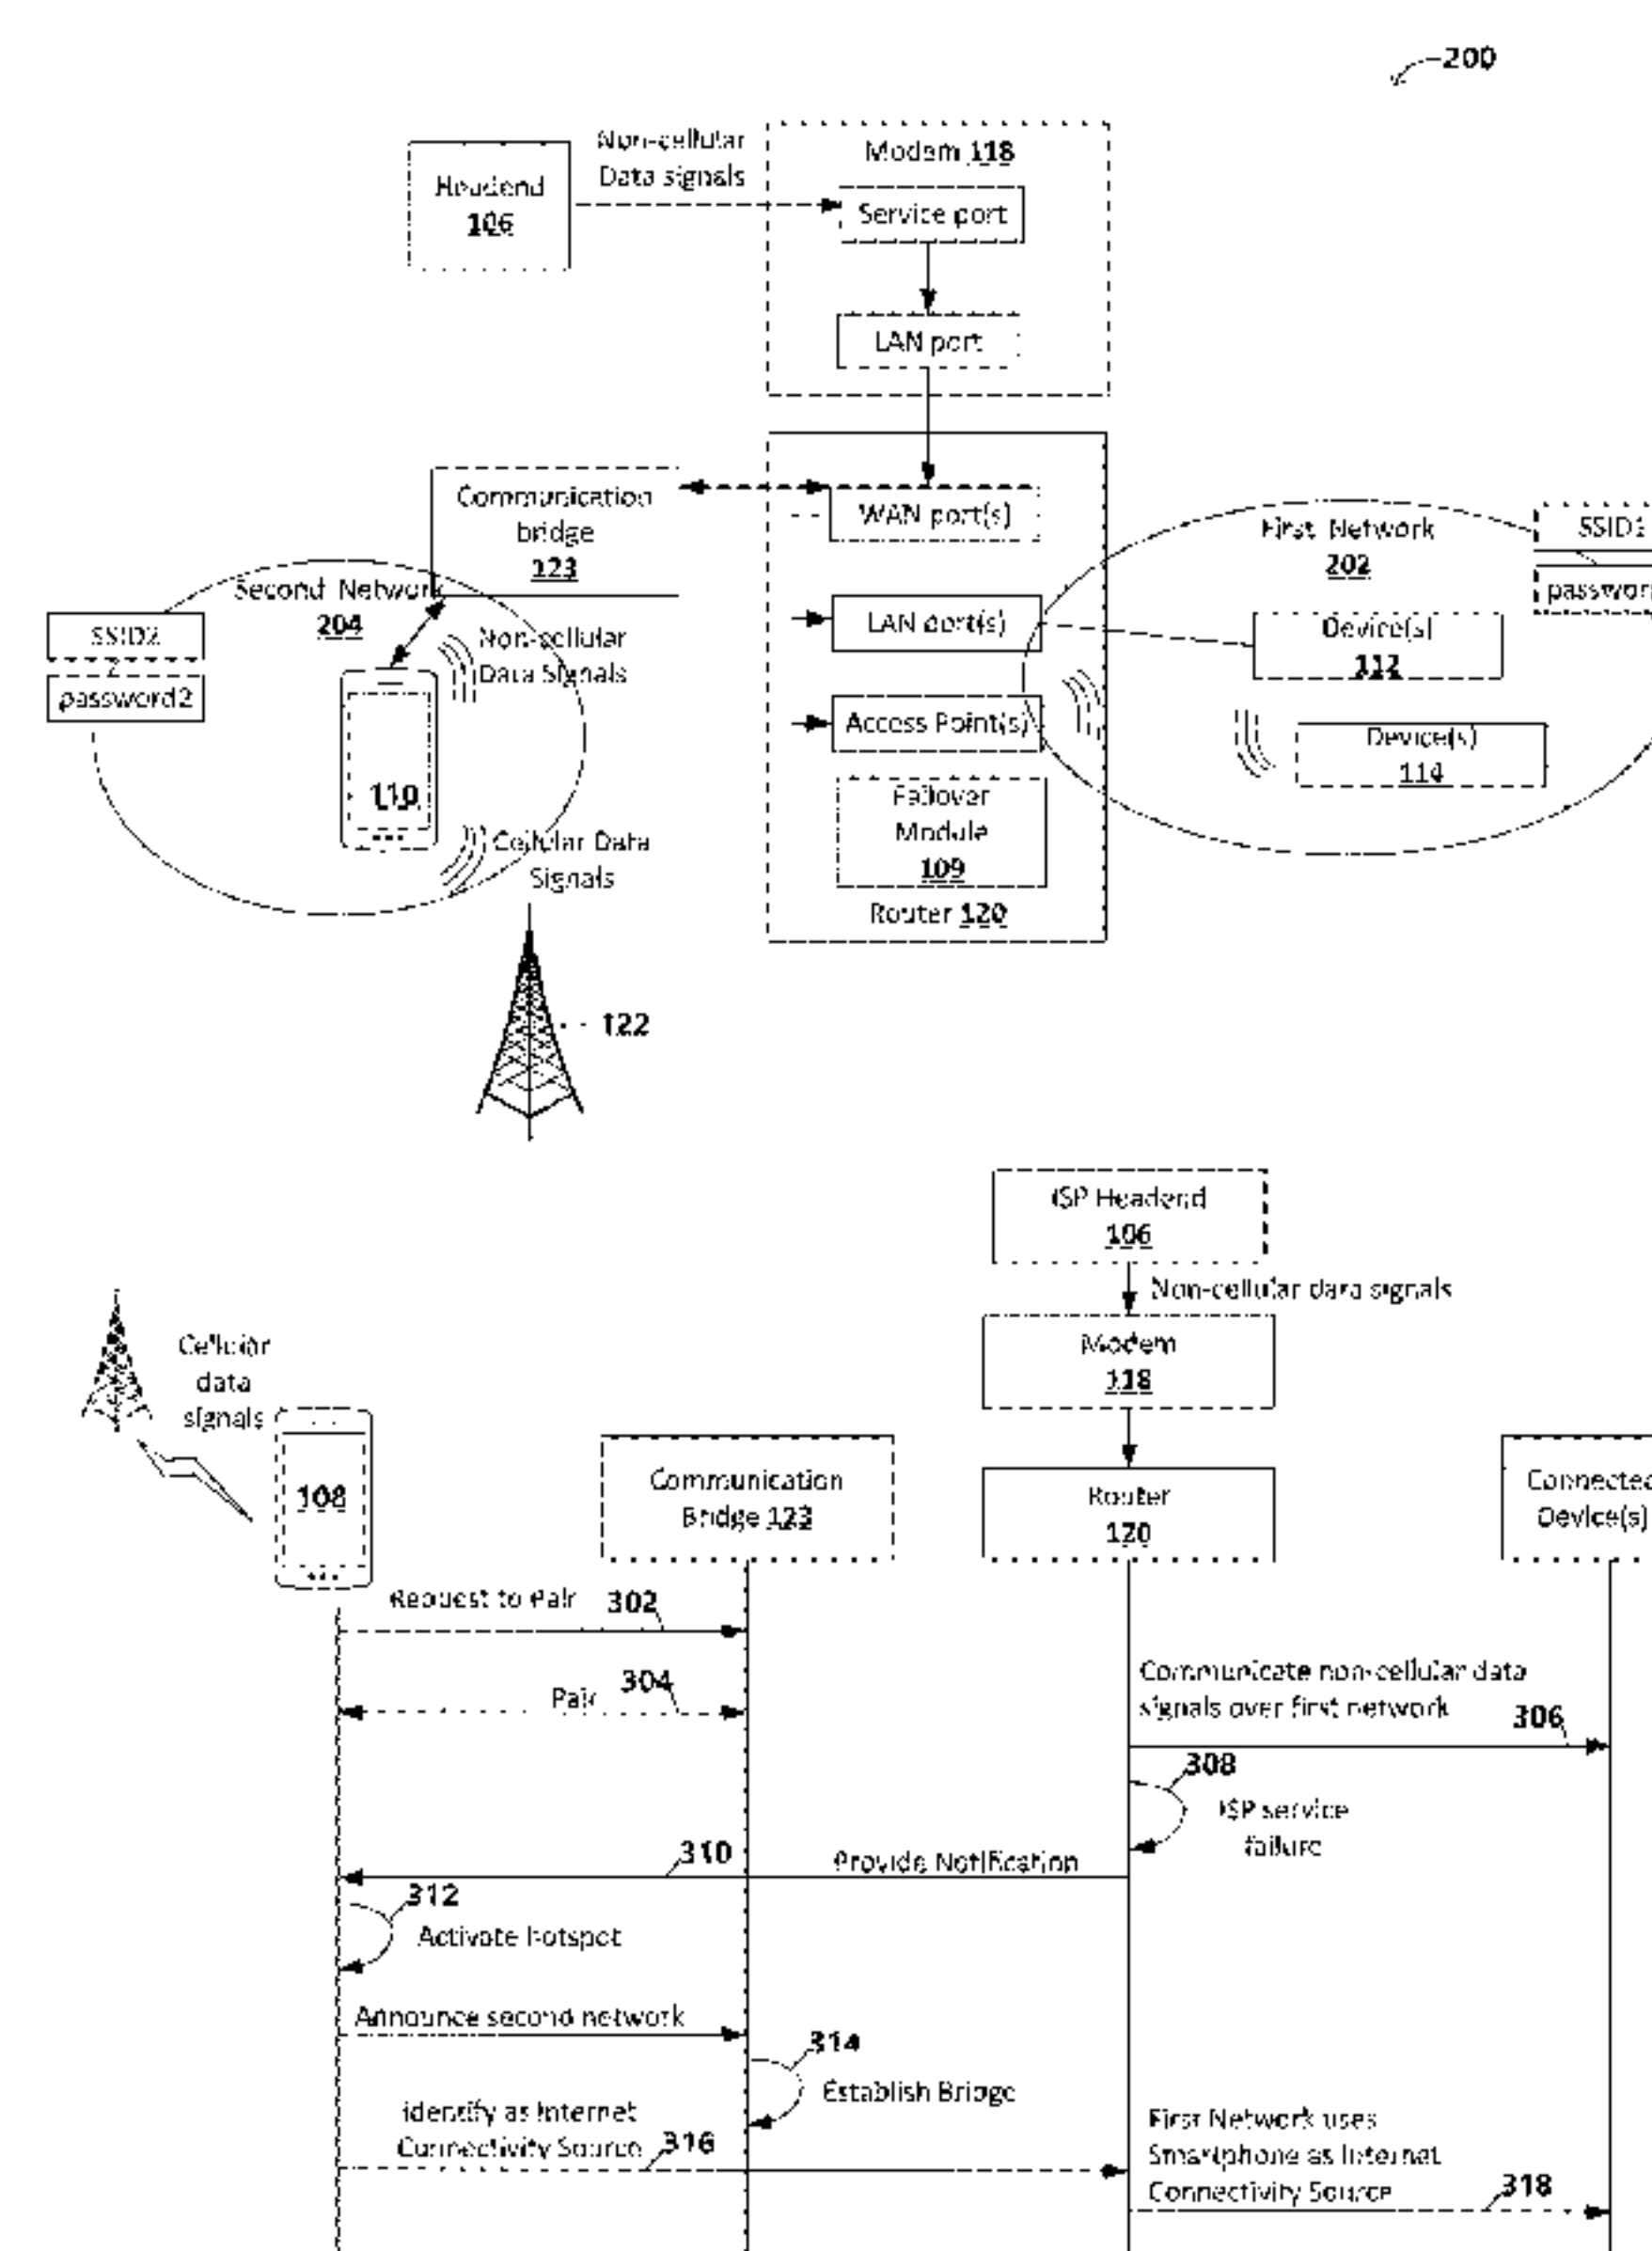 200
Non-cellular
Data signals
Headend
106
Modem 118
Service port
LAN port
Communication
bridge
123
WAN port(s)
LAN port(s)
Access Point(s)
Failover
Module
109
Router 120
First Network
202
SSID1
Device(s)
112
Device(s)
114
Second Network
204
SSID2
password2
Non-cellular
Data Signals
110
Cellular Data
Signals
122
ISP Headend
106
Non-cellular data signals
Modem
118
Cellular
data
signals
108
Communication
Bridge 123
Router
120
Connected
Device(s)
Request to Pair 302
Pair 304
Communicate non-cellular data
signals over first network 306
308
ISP service
failure
310 Provide Notification
312
Activate hotspot
Announce second network
314
Establish Bridge
Identify as Internet
Connectivity Source 316
First Network uses
Smartphone as Internet
Connectivity Source 318